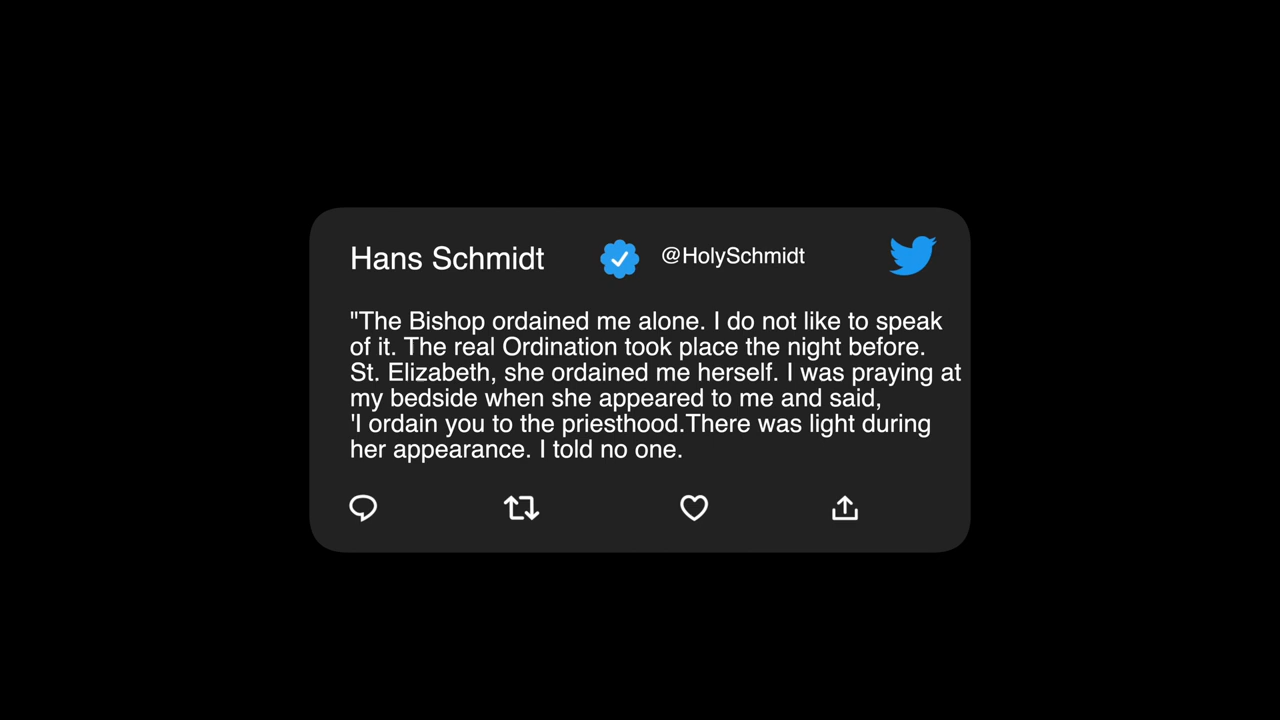 Hans Schmidt @HolySchmidt
"The Bishop ordained me alone. I do not like to speak
of it. The real Ordination took place the night before.
St. Elizabeth, she ordained me herself. I was praying at
my bedside when she appeared to me and said,
'I ordain you to the priesthood.There was light during
her appearance. I told no one.